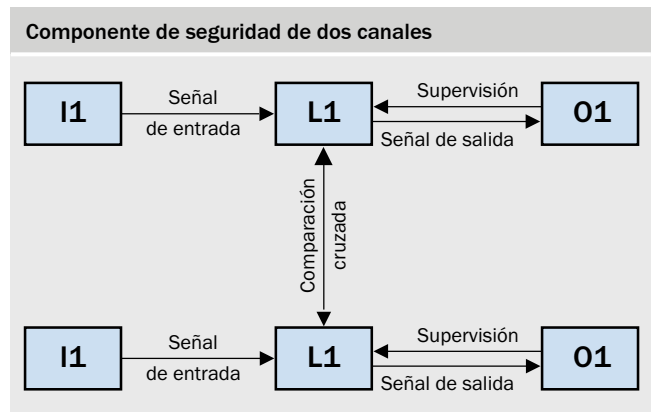 Componente de seguridad de dos canales
I1
Señal
de entrada
L1
Supervisión
Señal de salida
O1
Comparación
cruzada
I1
Señal
de entrada
L1
Supervisión
Señal de salida
O1